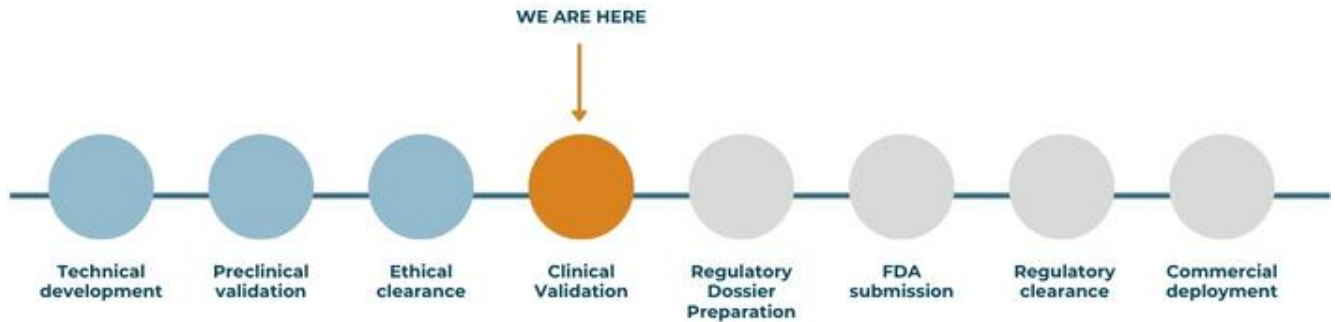 WE ARE HERE
Technical
development
Preclinical
validation
Ethical
clearance
Clinical
Validation
Regulatory
Dossier
Preparation
FDA
submission
Regulatory
clearance
Commercial
deployment